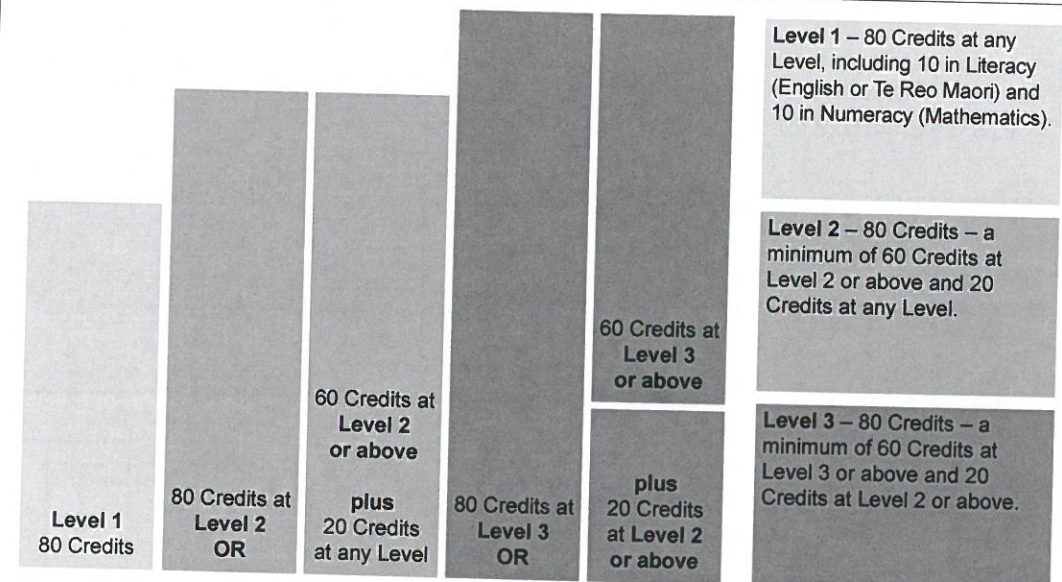 Level 1
80 Credits
80 Credits at
Level 2
OR
60 Credits at
Level 2
or above
plus
20 Credits
at any Level
80 Credits at
Level 3
OR
60 Credits at
Level 3
or above
plus
20 Credits
at Level 2
or above
Level 1 – 80 Credits at any
Level, including 10 in Literacy
(English or Te Reo Maori) and
10 in Numeracy (Mathematics).
Level 2 – 80 Credits – a
minimum of 60 Credits at
Level 2 or above and 20
Credits at any Level.
Level 3 – 80 Credits – a
minimum of 60 Credits at
Level 3 or above and 20
Credits at Level 2 or above.